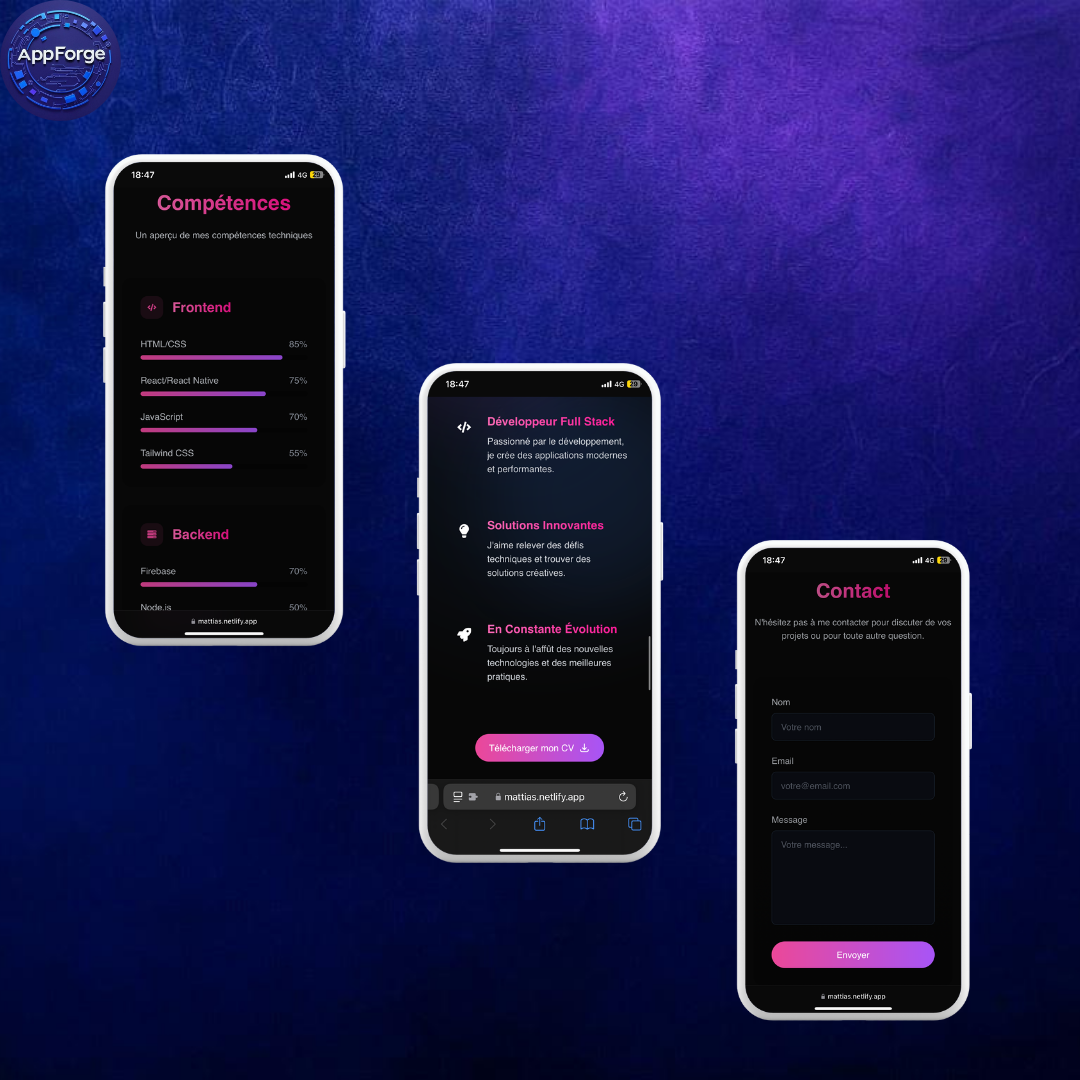 AppForge
18:47
4G 29
Compétences
Un aperçu de mes compétences techniques
Frontend
HTML/CSS 85%
React/React Native 75%
JavaScript 70%
Tailwind CSS 55%
Backend
Firebase 70%
Node.js 50%
mattias.netlify.app
18:47
4G 29
Développeur Full Stack
Passionné par le développement,
je crée des applications modernes
et performantes.
Solutions Innovantes
J'aime relever des défis
techniques et trouver des
solutions créatives.
En Constante Évolution
Toujours à l'affût des nouvelles
technologies et des meilleures
pratiques.
Télécharger mon CV
mattias.netlify.app
18:47
4G 29
Contact
N'hésitez pas à me contacter pour discuter de vos
projets ou pour toute autre question.
Nom
Votre nom
Email
votre@email.com
Message
Votre message...
Envoyer
mattias.netlify.app